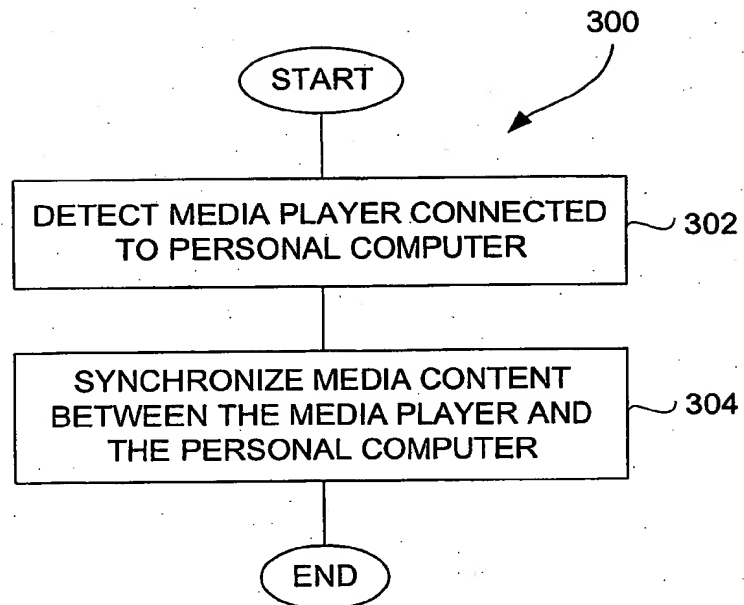 300
START
DETECT MEDIA PLAYER CONNECTED
TO PERSONAL COMPUTER
302
SYNCHRONIZE MEDIA CONTENT
BETWEEN THE MEDIA PLAYER AND
THE PERSONAL COMPUTER
304
END